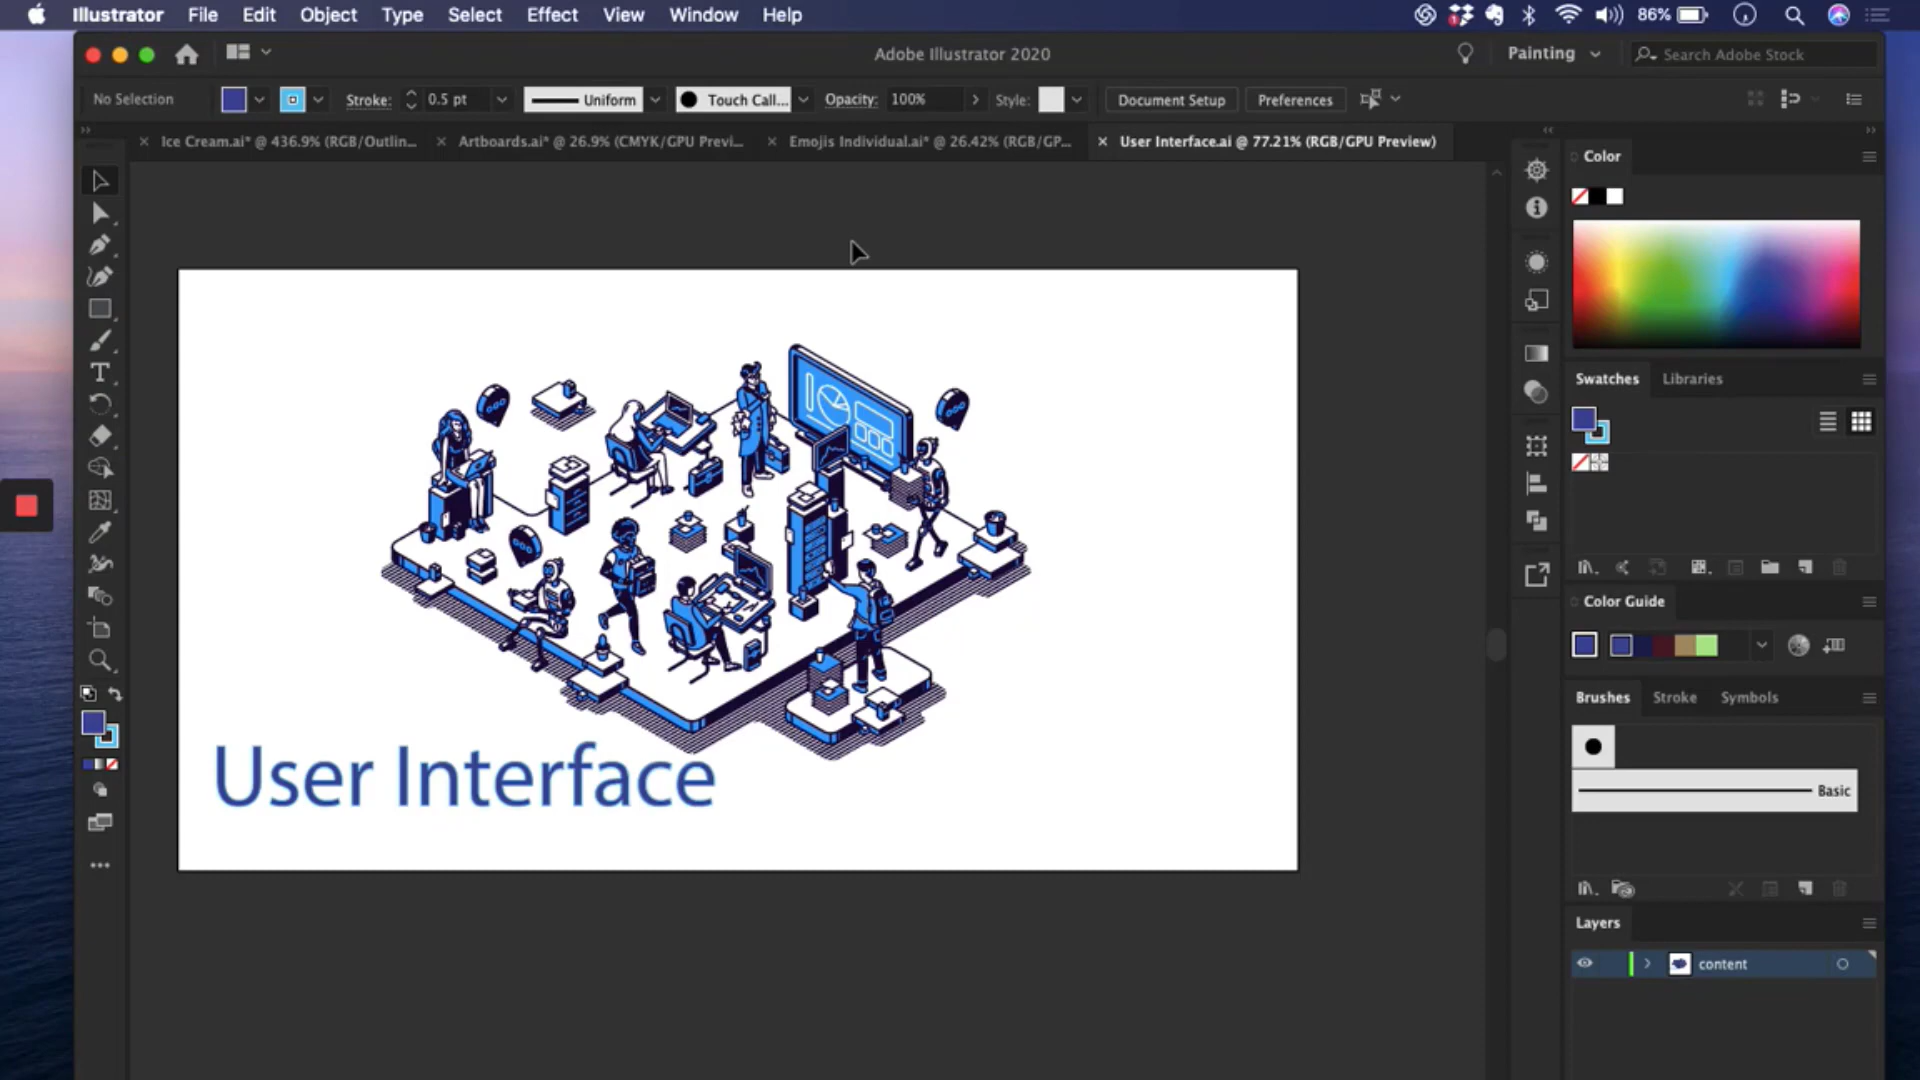 Illustrator File Edit Object Type Select Effect View Window Help 86%
Adobe Illustrator 2020 Painting Search Adobe Stock
No Selection Stroke: 0.5 pt Uniform Touch Call... Opacity: 100% Style: Document Setup Preferences
Ice Cream.ai* @ 436.9% (RGB/Outlin... Artboards.ai* @ 26.9% (CMYK/GPU Previ... Emojis Individual.ai* @ 26.42% (RGB/GP... User Interface.ai @ 77.21% (RGB/GPU Preview)
Color
Swatches Libraries
Color Guide
Brushes Stroke Symbols
User Interface
Basic
Layers
content